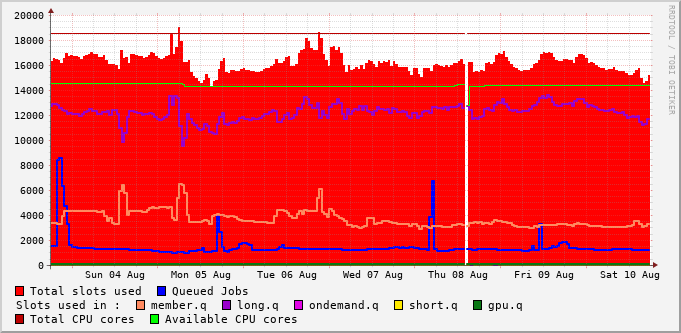 20000
18000
16000
14000
12000
10000
8000
6000
4000
2000
0
Sun 04 Aug Mon 05 Aug Tue 06 Aug Wed 07 Aug Thu 08 Aug Fri 09 Aug Sat 10 Aug
RRDTOOL / TOBI OETIKER
Total slots used Queued Jobs
Slots used in : member.q long.q ondemand.q short.q gpu.q
Total CPU cores Available CPU cores